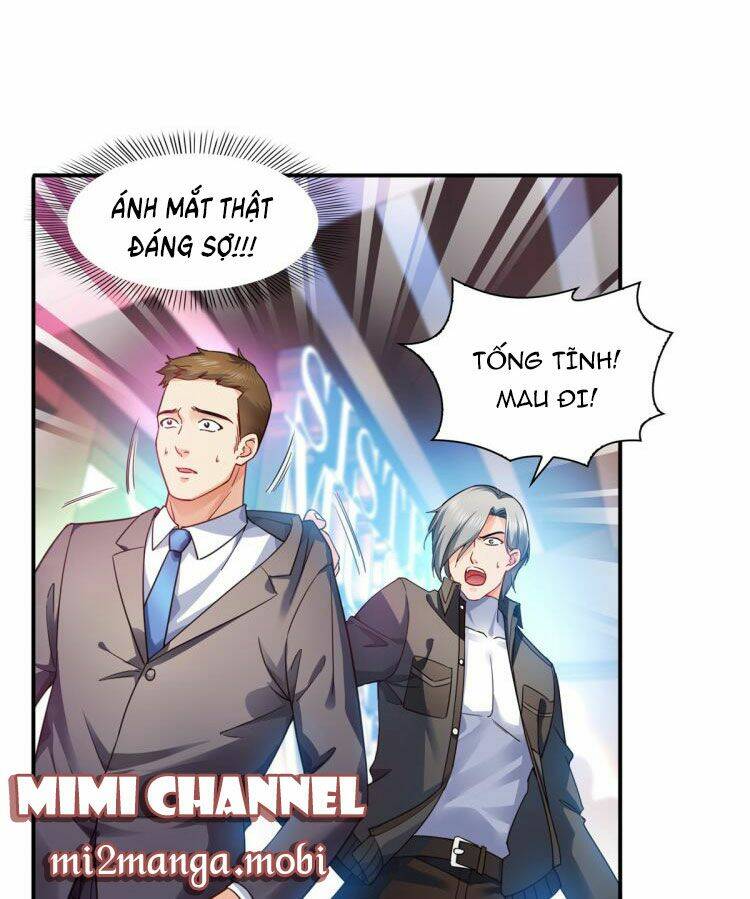 ÁNH MẮT THẬT
ĐÁNG SỢ!!!
TỐNG TĨNH!
MAU ĐI!
MIMI CHANNEL
mi2manga.mobi